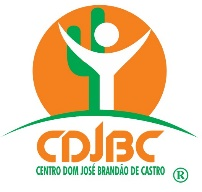 CDJBC
CENTRO DOM JOSÉ BRANDÃO DE CASTRO
®